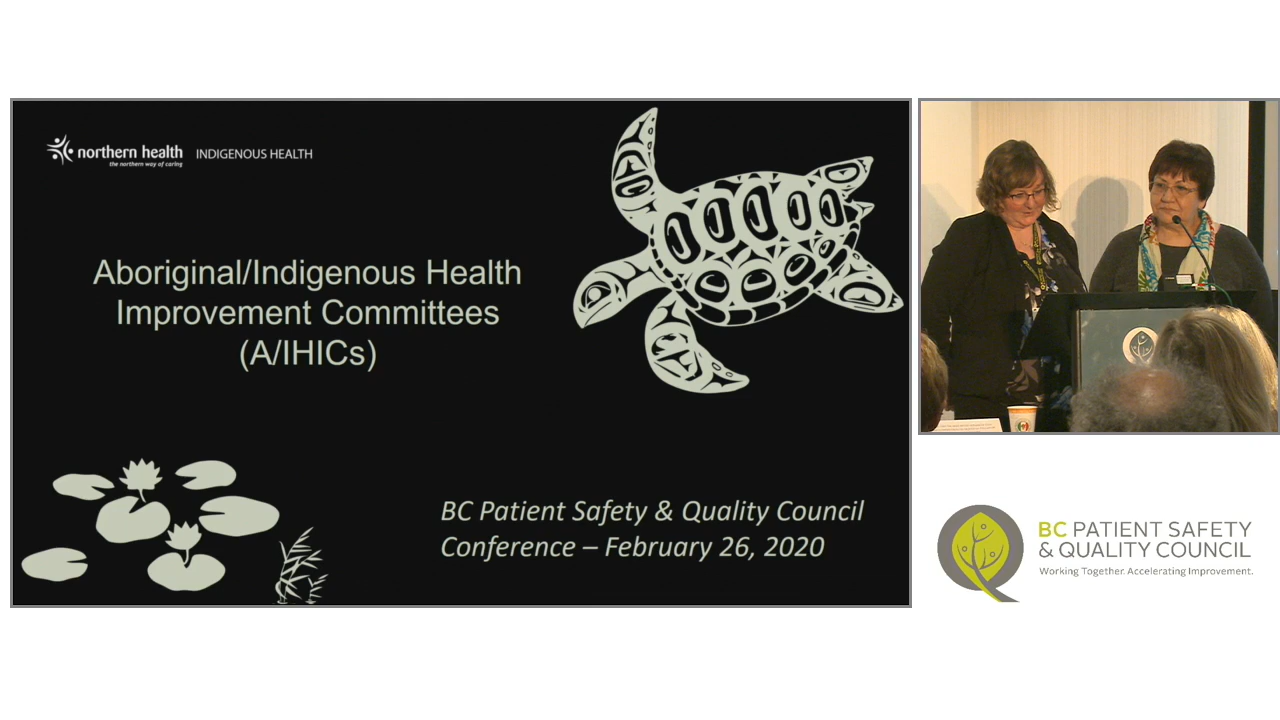 northern health
the northern way of caring
INDIGENOUS HEALTH
Aboriginal/Indigenous Health
Improvement Committees
(A/IHICs)
BC Patient Safety & Quality Council
Conference – February 26, 2020
BC PATIENT SAFETY
& QUALITY COUNCIL
Working Together. Accelerating Improvement.